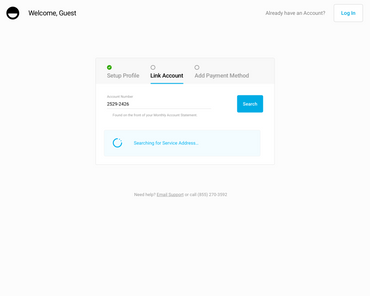 Welcome, Guest
Already have an Account?
Log In
Setup Profile
Link Account
Add Payment Method
Account Number
2529-2426
Search
Found on the front of your Monthly Account Statement
Searching for Service Address...
Need help? Email Support or call (855) 570-5592